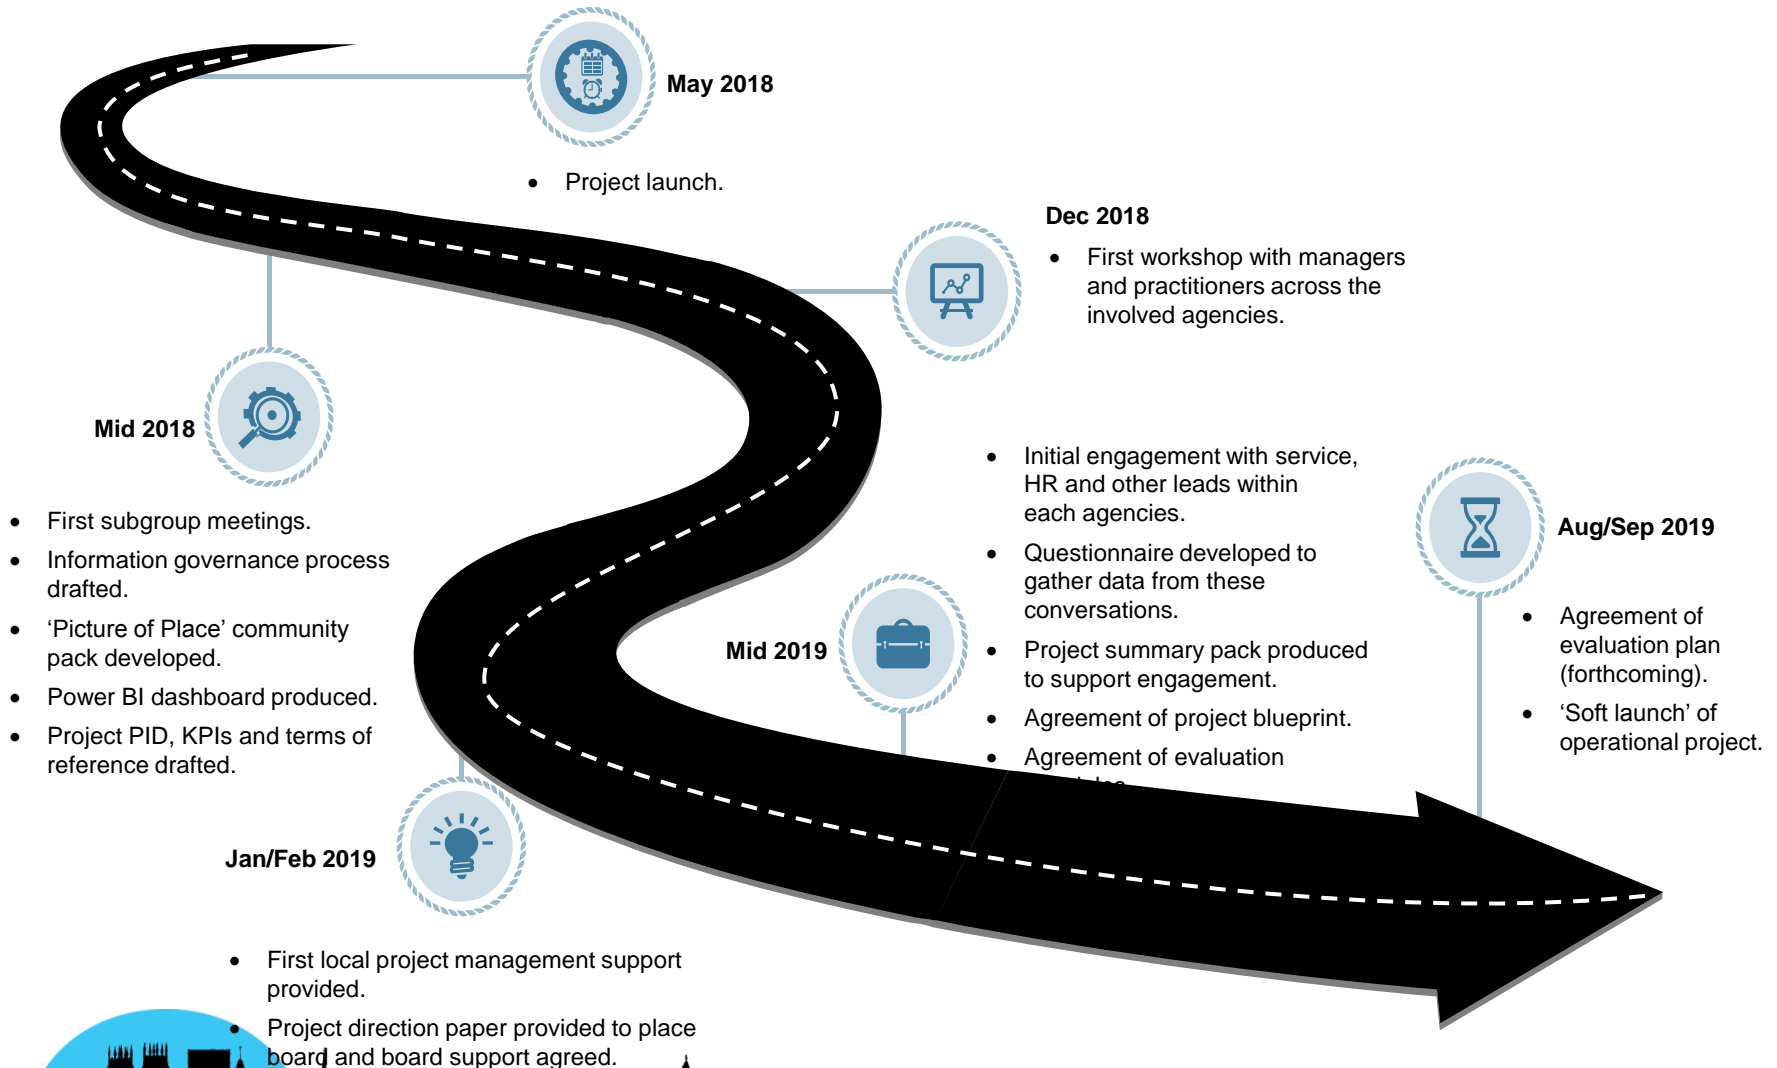 May 2018
• Project launch.
Dec 2018
• First workshop with managers
and practitioners across the
involved agencies.
Mid 2018
• First subgroup meetings.
• Information governance process
drafted.
• ‘Picture of Place’ community
pack developed.
• Power BI dashboard produced.
• Project PID, KPIs and terms of
reference drafted.
• Initial engagement with service,
HR and other leads within
each agencies.
• Questionnaire developed to
gather data from these
conversations.
• Project summary pack produced
to support engagement.
• Agreement of project blueprint.
• Agreement of evaluation
Mid 2019
Aug/Sep 2019
• Agreement of
evaluation plan
(forthcoming).
• ‘Soft launch’ of
operational project.
Jan/Feb 2019
• First local project management support
provided.
• Project direction paper provided to place
board and board support agreed.